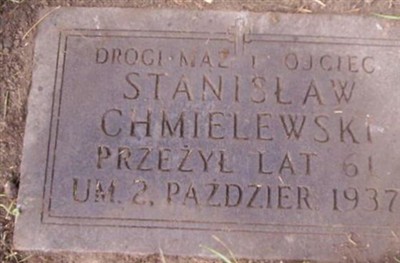 DROGI MĄŻ I OJCIEC
STANISŁAW
CHMIELEWSKI
PRZEŻYŁ LAT 61
UM. 2, PAŹDZIER 1937